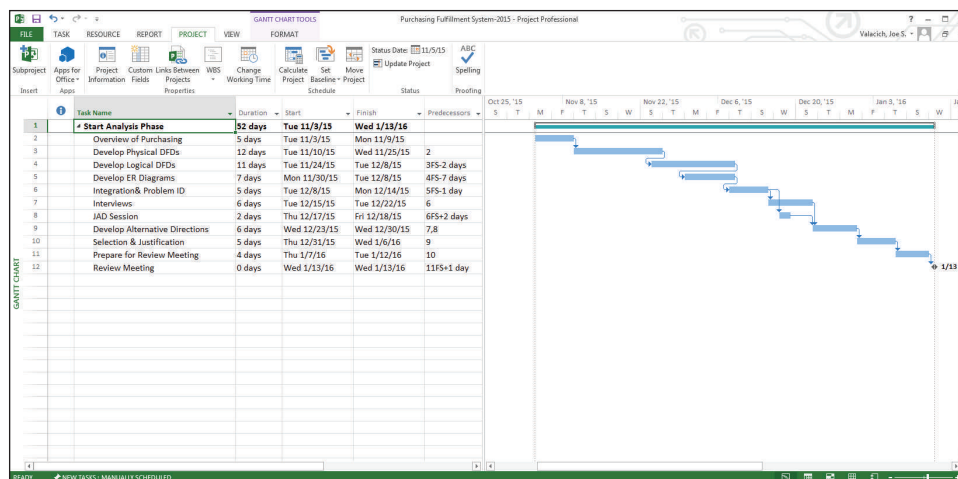 GANTT CHART TOOLS
Purchasing Fulfillment System-2015 - Project Professional
FILE TASK RESOURCE REPORT PROJECT VIEW FORMAT
Valacich, Joe S.
Subproject
Apps for Office
Project Information
Custom Fields
Links Between Projects
WBS
Change Working Time
Calculate Project
Set Baseline
Move Project
Status Date: 11/5/15
Update Project
ABC
Spelling
Insert Apps Properties Schedule Status Proofing
Oct 25, '15 Nov 8, '15 Nov 22, '15 Dec 6, '15 Dec 20, '15 Jan 3, '16
Task Name Duration Start Finish Predecessors S T M F T S W S T M F T S W S T M F T S W
1 Start Analysis Phase 52 days Tue 11/3/15 Wed 1/13/16
2 Overview of Purchasing 5 days Tue 11/3/15 Mon 11/9/15
3 Develop Physical DFDs 12 days Tue 11/10/15 Wed 11/25/15 2
4 Develop Logical DFDs 11 days Tue 11/24/15 Tue 12/8/15 3FS-2 days
5 Develop ER Diagrams 7 days Mon 11/30/15 Tue 12/8/15 4FS-7 days
6 Integration& Problem ID 5 days Tue 12/8/15 Mon 12/14/15 5FS-1 day
7 Interviews 6 days Tue 12/15/15 Tue 12/22/15 6
8 JAD Session 2 days Thu 12/17/15 Fri 12/18/15 6FS+2 days
9 Develop Alternative Directions 6 days Wed 12/23/15 Wed 12/30/15 7,8
10 Selection & Justification 5 days Thu 12/31/15 Wed 1/6/16 9
11 Prepare for Review Meeting 4 days Thu 1/7/16 Tue 1/12/16 10
12 Review Meeting 0 days Wed 1/13/16 Wed 1/13/16 11FS+1 day
1/13
GANTT CHART
READY NEW TASKS : MANUALLY SCHEDULED